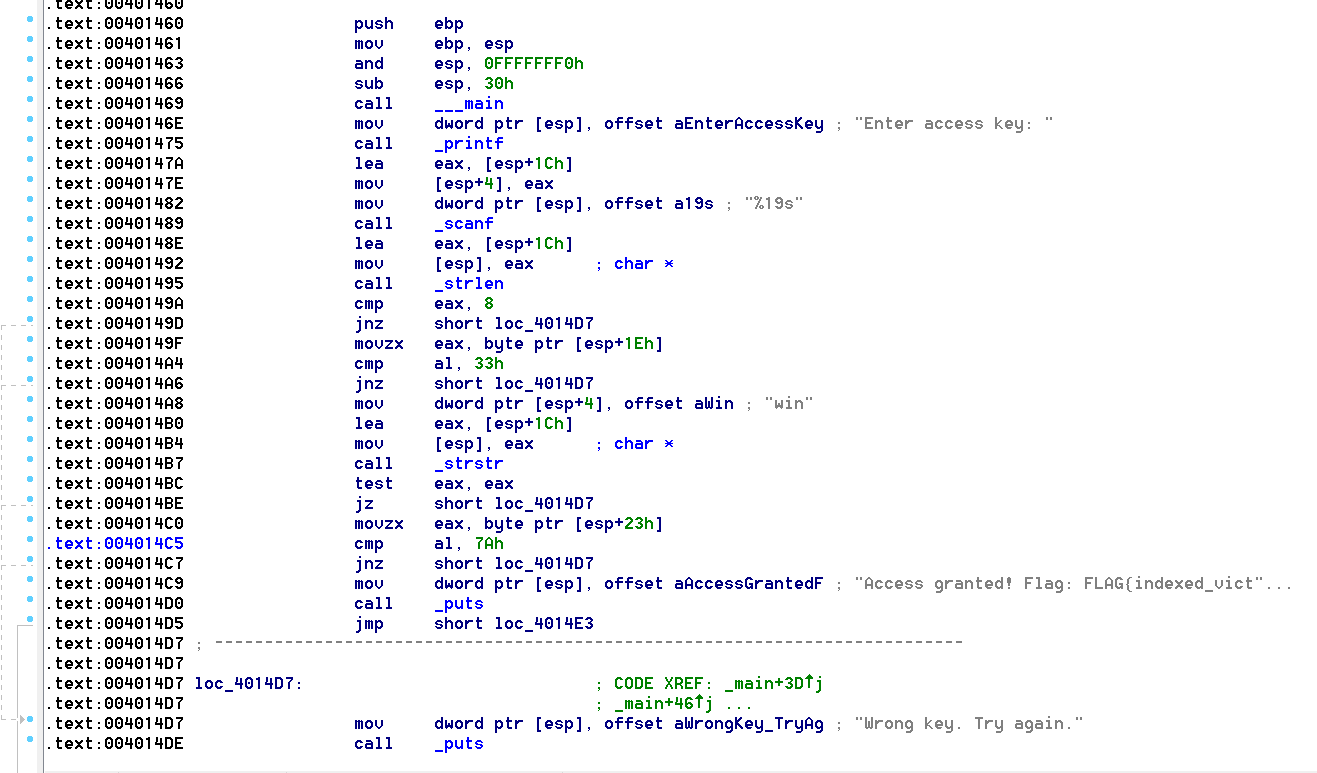 .text:00401460
.text:00401460 push ebp
.text:00401461 mov ebp, esp
.text:00401463 and esp, 0FFFFFFF0h
.text:00401466 sub esp, 30h
.text:00401469 call ___main
.text:0040146E mov dword ptr [esp], offset aEnterAccessKey ; "Enter access key: "
.text:00401475 call _printf
.text:0040147A lea eax, [esp+1Ch]
.text:0040147E mov [esp+4], eax
.text:00401482 mov dword ptr [esp], offset a19s ; "%19s"
.text:00401489 call _scanf
.text:0040148E lea eax, [esp+1Ch]
.text:00401492 mov [esp], eax ; char *
.text:00401495 call _strlen
.text:0040149A cmp eax, 8
.text:0040149D jnz short loc_4014D7
.text:0040149F movzx eax, byte ptr [esp+1Eh]
.text:004014A4 cmp al, 33h
.text:004014A6 jnz short loc_4014D7
.text:004014A8 mov dword ptr [esp+4], offset aWin ; "win"
.text:004014B0 lea eax, [esp+1Ch]
.text:004014B4 mov [esp], eax ; char *
.text:004014B7 call _strstr
.text:004014BC test eax, eax
.text:004014BE jz short loc_4014D7
.text:004014C0 movzx eax, byte ptr [esp+23h]
.text:004014C5 cmp al, 7Ah
.text:004014C7 jnz short loc_4014D7
.text:004014C9 mov dword ptr [esp], offset aAccessGrantedF ; "Access granted! Flag: FLAG{indexed_vict"...
.text:004014D0 call _puts
.text:004014D5 jmp short loc_4014E3
.text:004014D7 ; ---------------------------------------------------------------------------
.text:004014D7
.text:004014D7 loc_4014D7: ; CODE XREF: _main+3D↑j
.text:004014D7 ; _main+46↑j ...
.text:004014D7 mov dword ptr [esp], offset aWrongKey_TryAg ; "Wrong key. Try again."
.text:004014DE call _puts